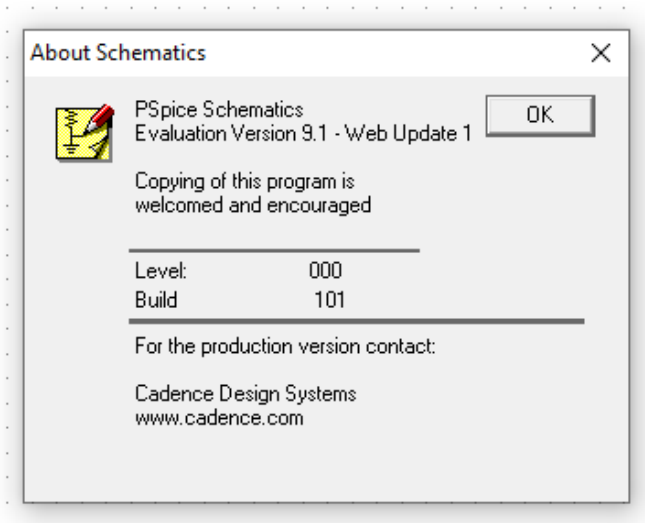 About Schematics
PSpice Schematics
OK
Evaluation Version 9.1 - Web Update 1
Copying of this program is
welcomed and encouraged
Level: 000
Build 101
For the production version contact:
Cadence Design Systems
www.cadence.com